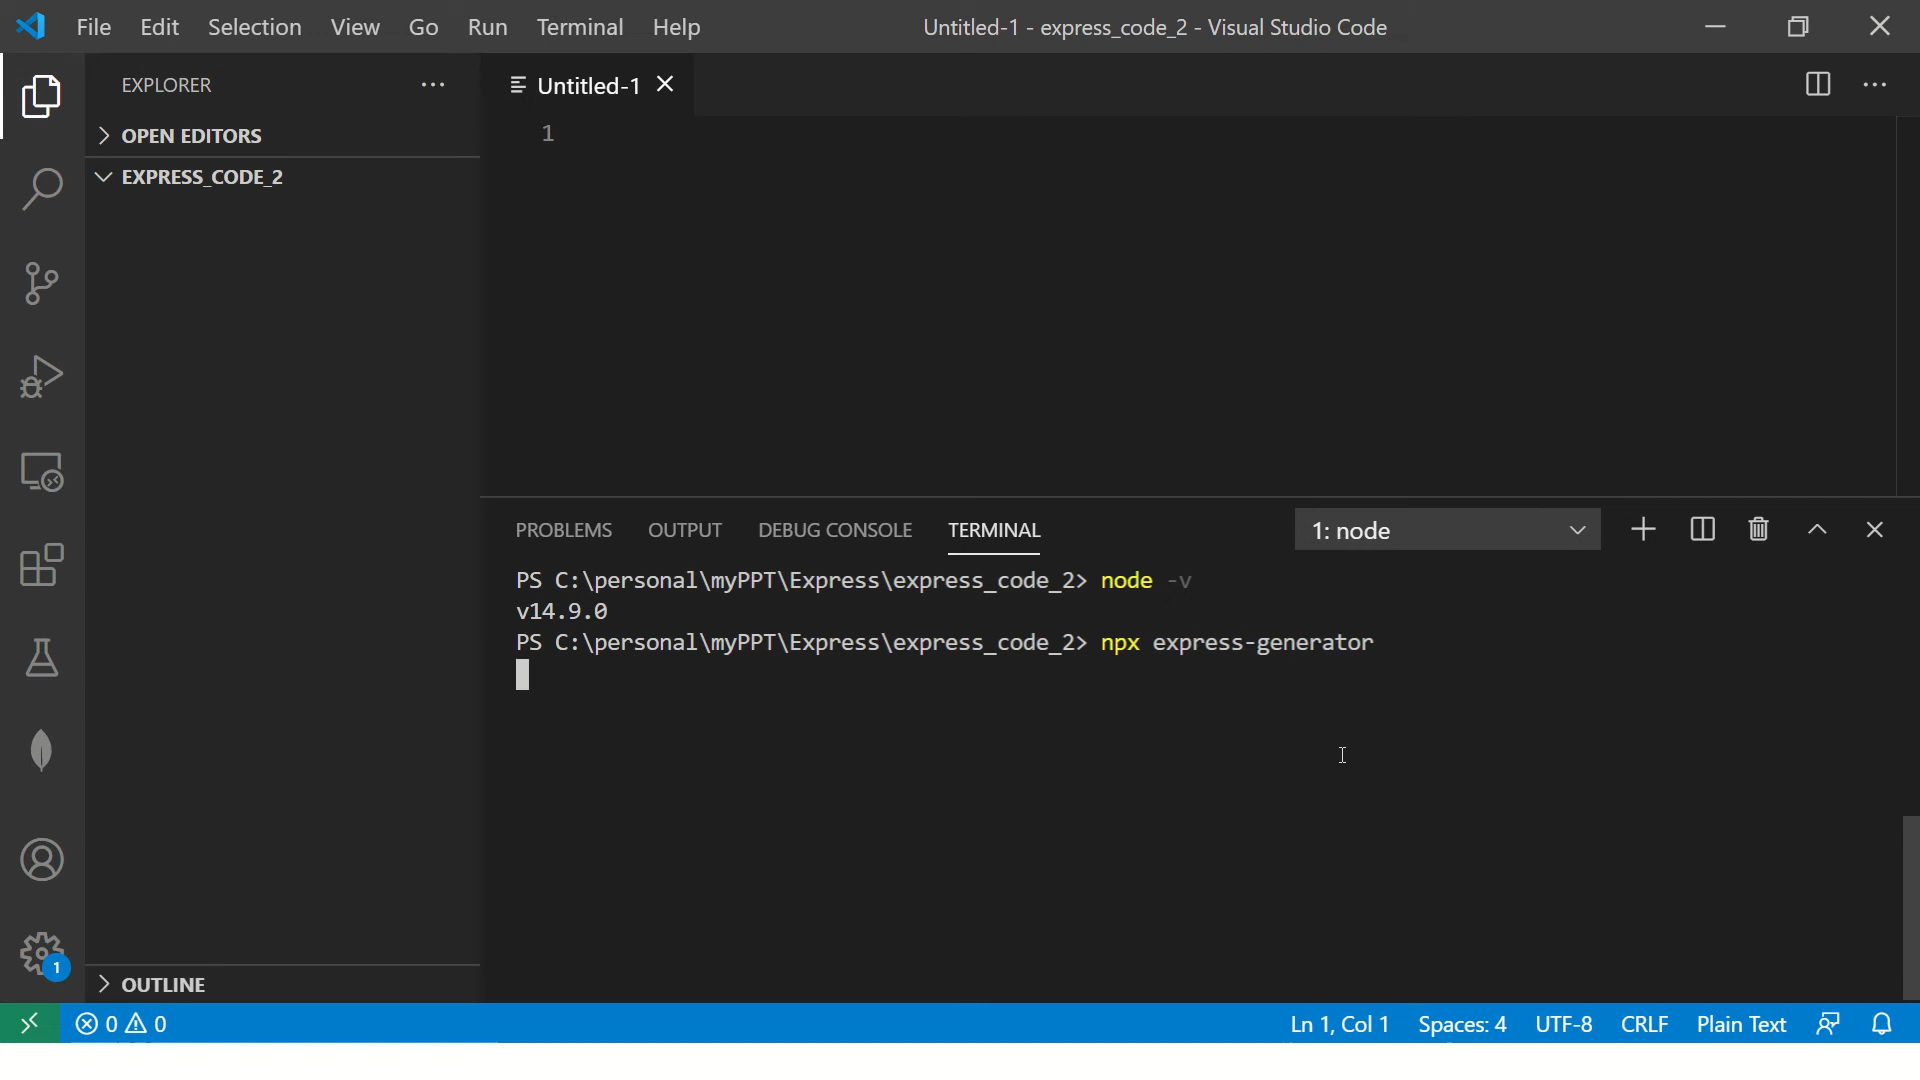 File Edit Selection View Go Run Terminal Help Untitled-1 - express_code_2 - Visual Studio Code
EXPLORER
Untitled-1
OPEN EDITORS
1
EXPRESS_CODE_2
PROBLEMS OUTPUT DEBUG CONSOLE TERMINAL 1: node
PS C:\personal\myPPT\Express\express_code_2> node -v
v14.9.0
PS C:\personal\myPPT\Express\express_code_2> npx express-generator
1
OUTLINE
0 0 Ln 1, Col 1 Spaces: 4 UTF-8 CRLF Plain Text